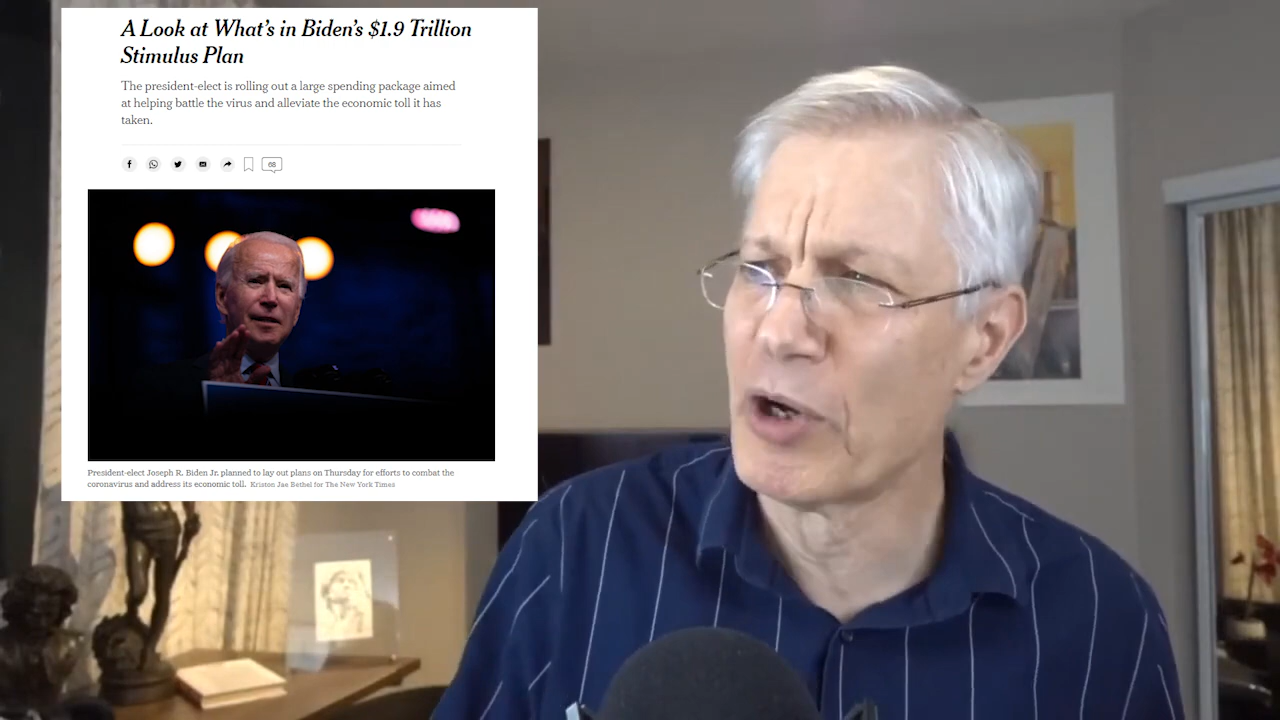 A Look at What's in Biden's $1.9 Trillion
Stimulus Plan
The president-elect is rolling out a large spending package aimed
at helping battle the virus and alleviate the economic toll it has
taken.
68
President-elect Joseph R. Biden Jr. planned to lay out plans on Thursday for efforts to combat the
coronavirus and address its economic toll. Kriston Jae Bethel for The New York Times